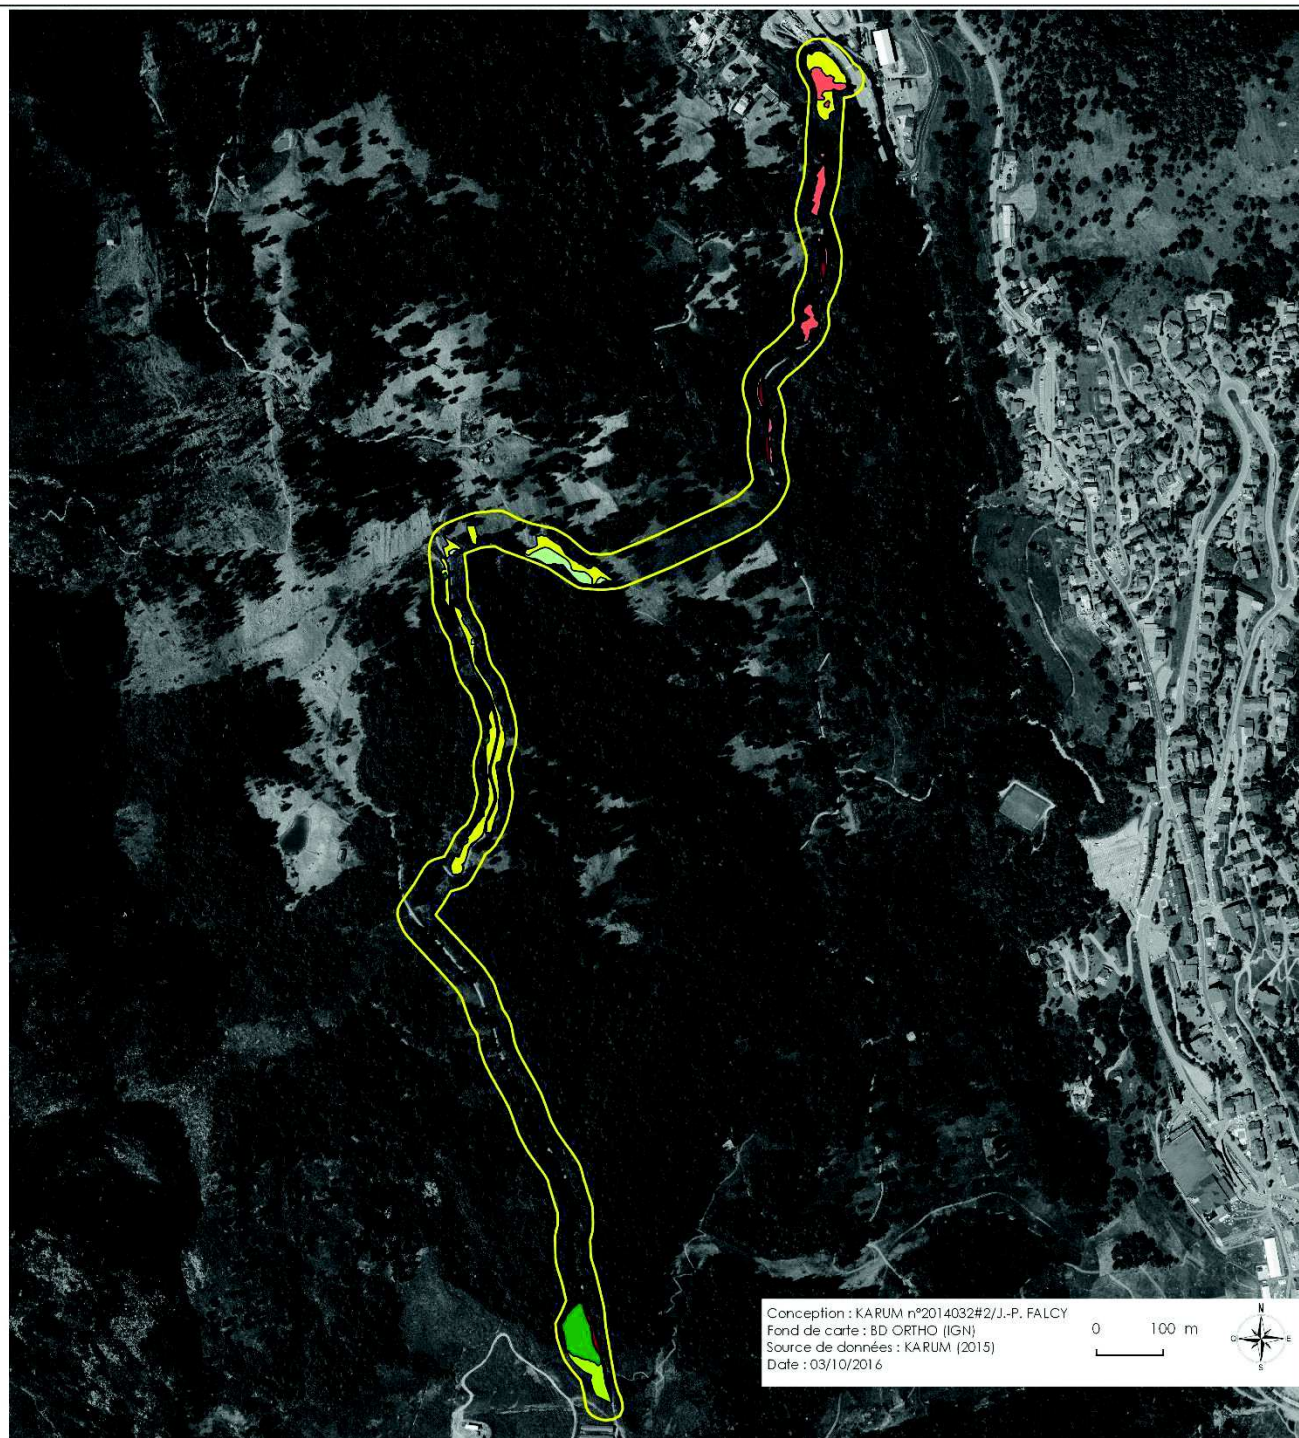 Conception : KARUM n°2014032#2/J.-P. FALCY
Fond de carte : BD ORTHO (IGN)
Source de données : KARUM (2015)
Date : 03/10/2016
0 100 m
N
O E
S